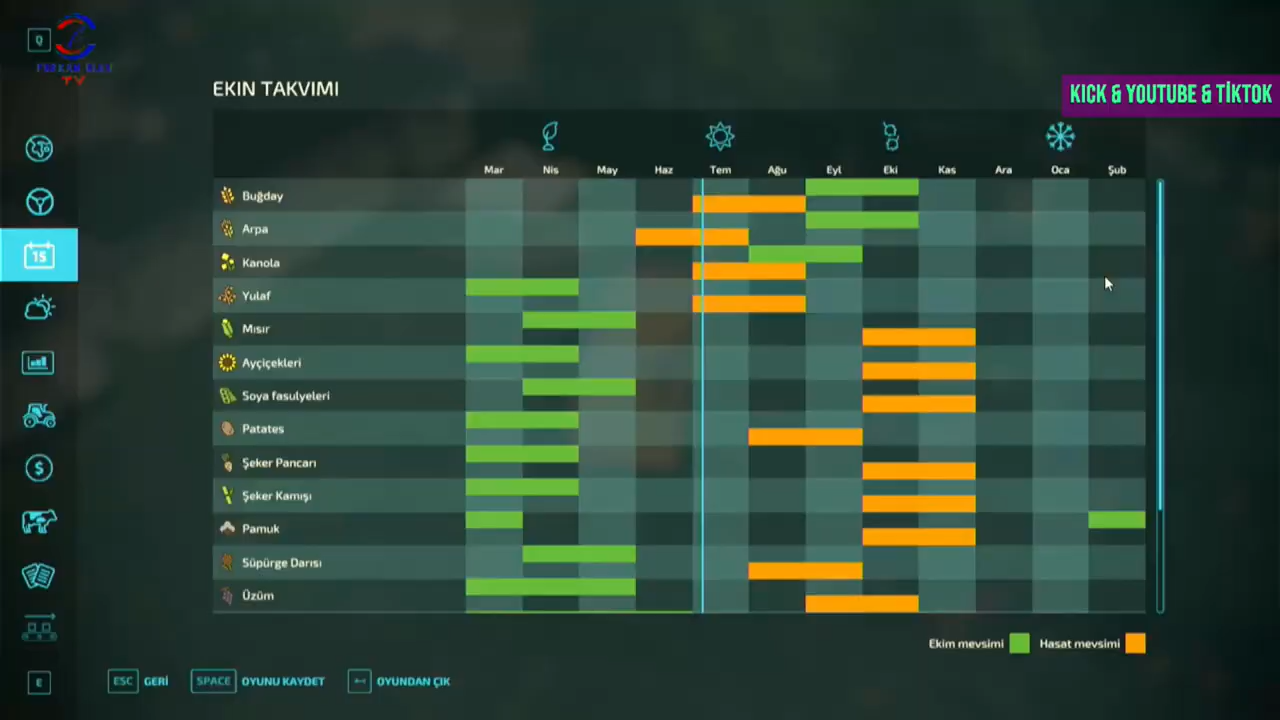 Q
TV
EKIN TAKVIMI
KICK & YOUTUBE & TİKTOK
Mar Nis May Haz Tem Ağu Eyl Eki Kas Ara Oca Şub
Buğday
Arpa
15
Kanola
Yulaf
Mısır
Ayçiçekleri
Soya fasulyeleri
Patates
Şeker Pancarı
$
Şeker Kamışı
Pamuk
Süpürge Darısı
Üzüm
Ekim mevsimi Hasat mevsimi
E
ESC GERİ SPACE OYUNU KAYDET OYUNDAN ÇIK